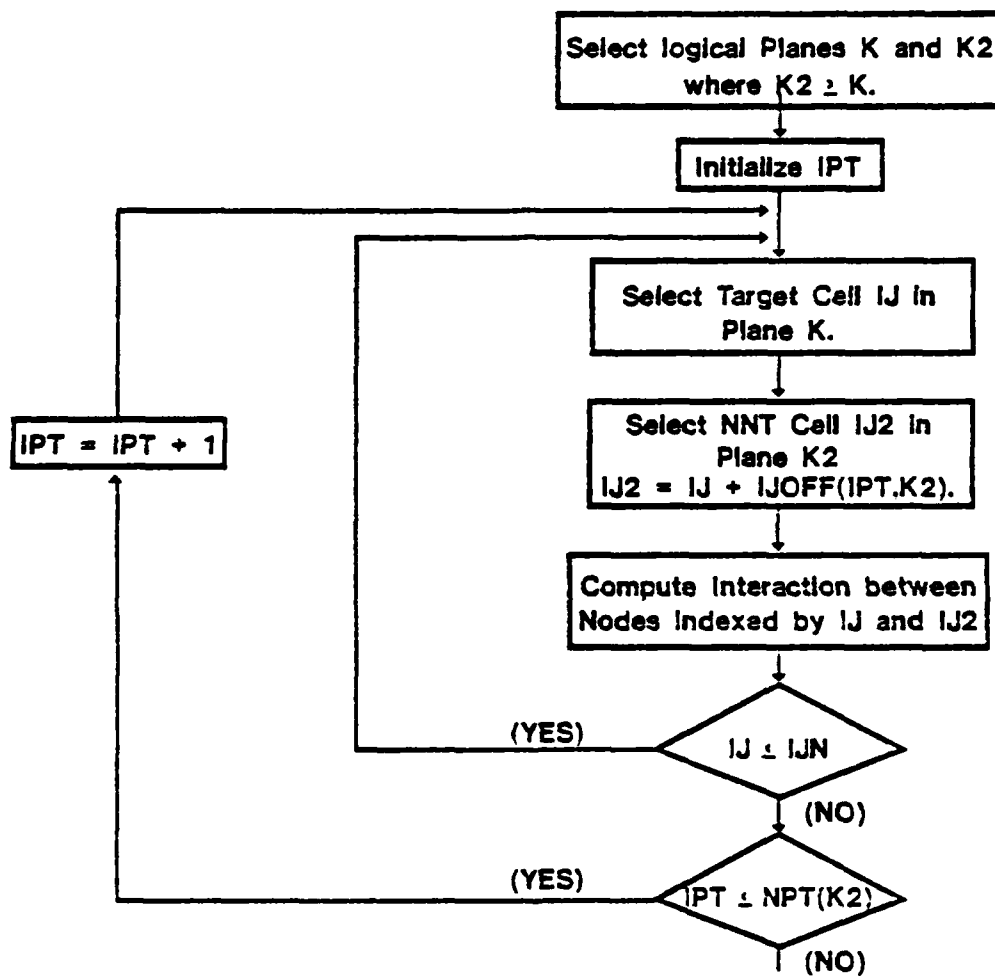 Select logical Planes K and K2
where K2 ≥ K.
Initialize IPT
Select Target Cell IJ in
Plane K.
IPT = IPT + 1
Select NNT Cell IJ2 in
Plane K2
IJ2 = IJ + IJOFF(IPT,K2).
Compute Interaction between
Nodes Indexed by IJ and IJ2
(YES)
IJ ≤ IJN
(NO)
(YES)
IPT ≤ NPT(K2)
(NO)